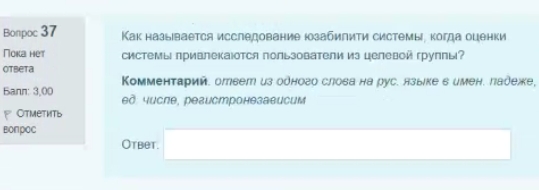 Вопрос 37
Пока нет
ответа
Балл: 3,00
Отметить
вопрос
Как называется исследование юзабилити системы, когда оценки
системы привлекаются пользователи из целевой группы?
Комментарий: ответ из одного слова на рус. языке в имен. падеже,
ед. числе, регистронезависим
Ответ: